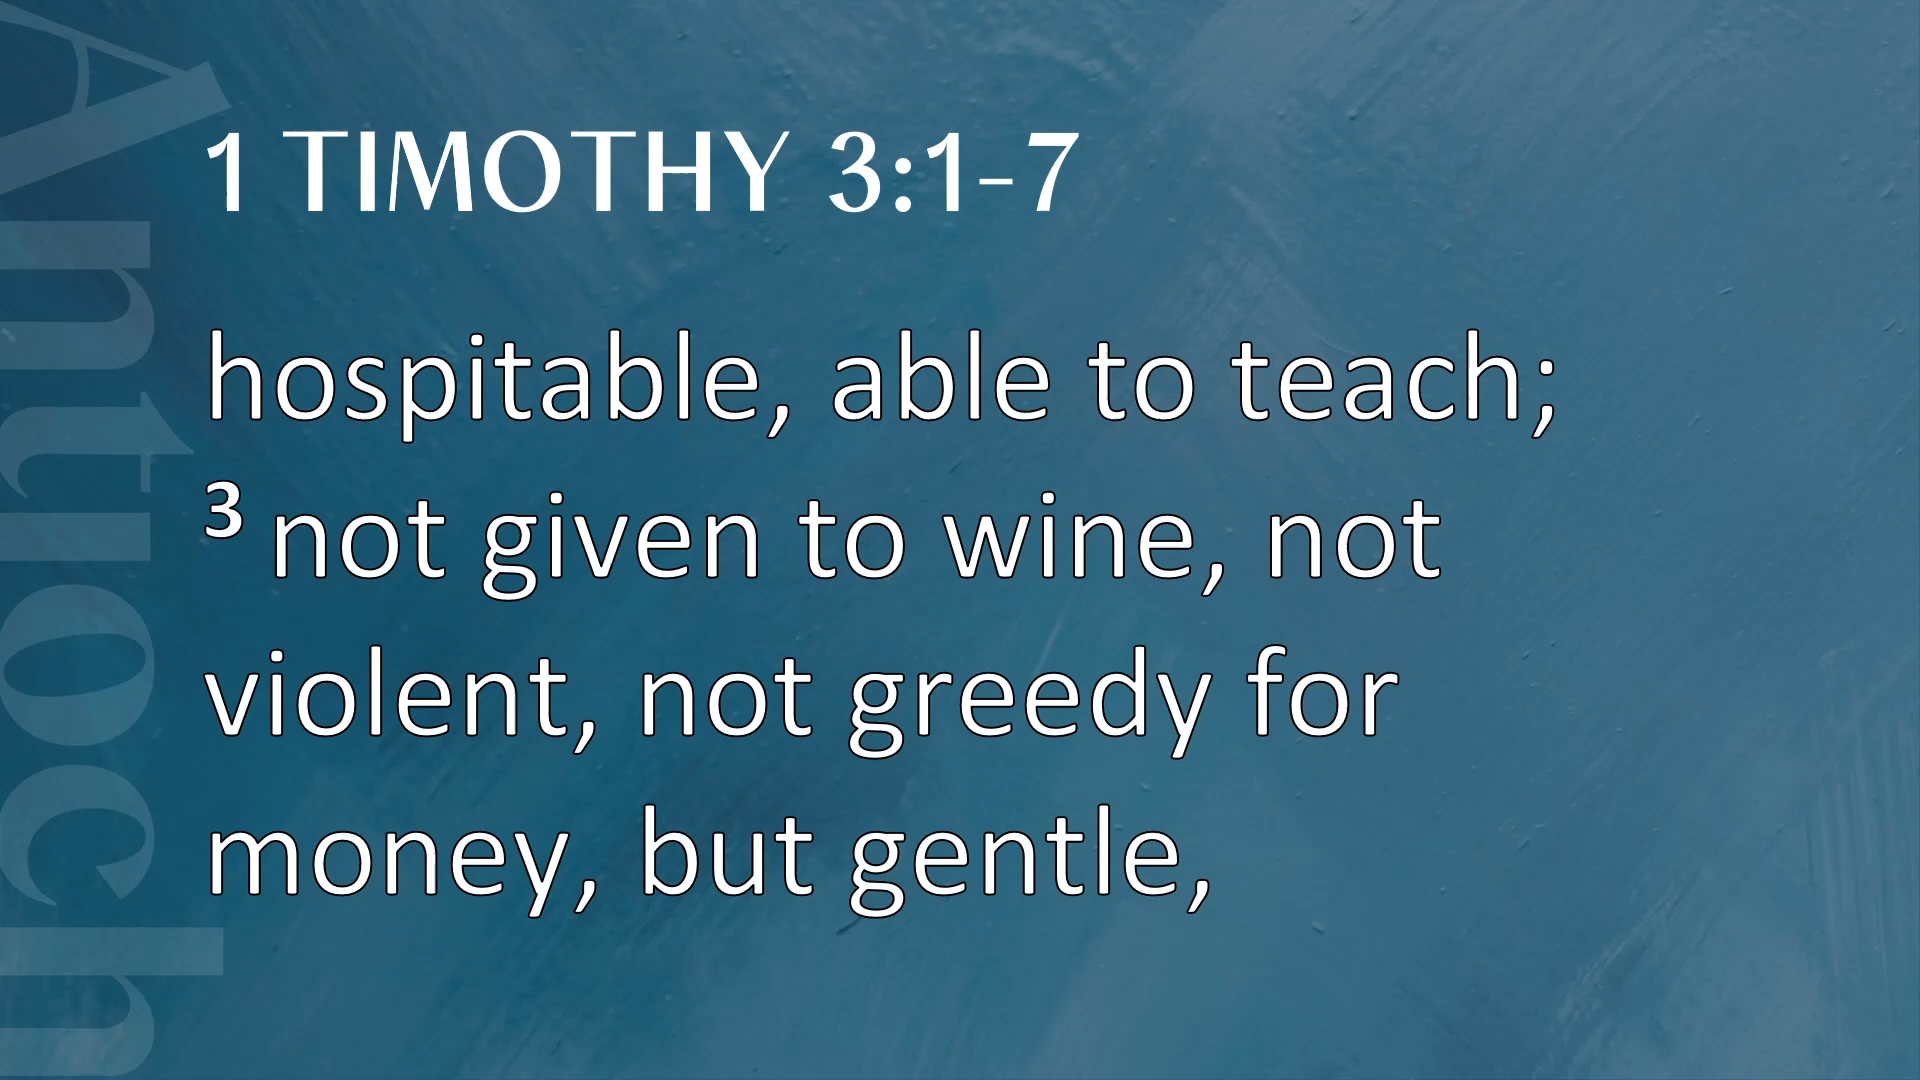 Antioch
1 TIMOTHY 3:1-7
hospitable, able to teach;
³ not given to wine, not
violent, not greedy for
money, but gentle,